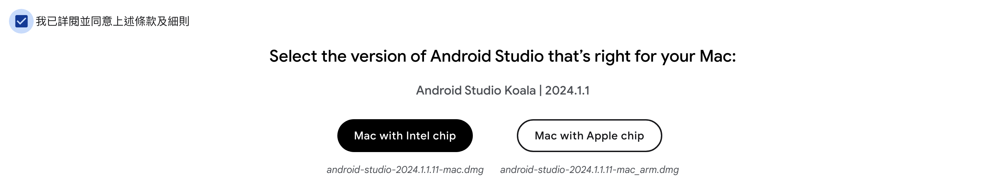 我已詳閱並同意上述條款及細則
Select the version of Android Studio that’s right for your Mac:
Android Studio Koala | 2024.1.1
Mac with Intel chip
Mac with Apple chip
android-studio-2024.1.1.11-mac.dmg
android-studio-2024.1.1.11-mac_arm.dmg